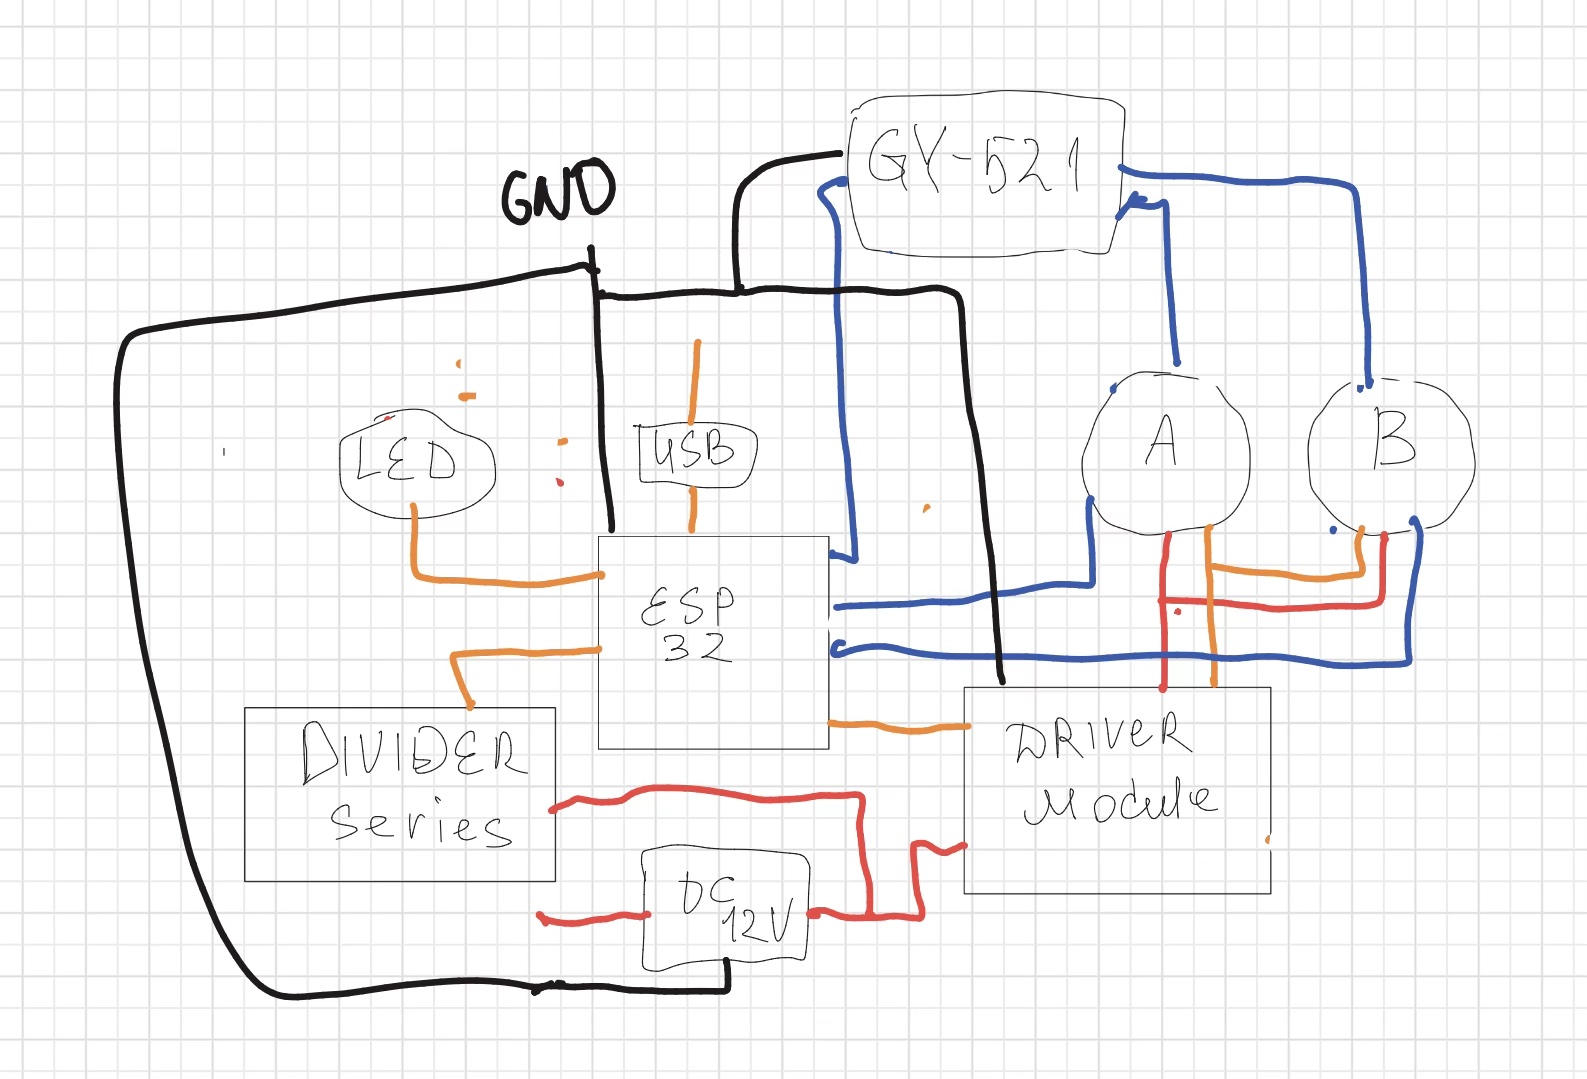 GY-521
GND
LED
USB
A
B
ESP
32
DIVIDER
series
DRIVER
Module
DC
12V